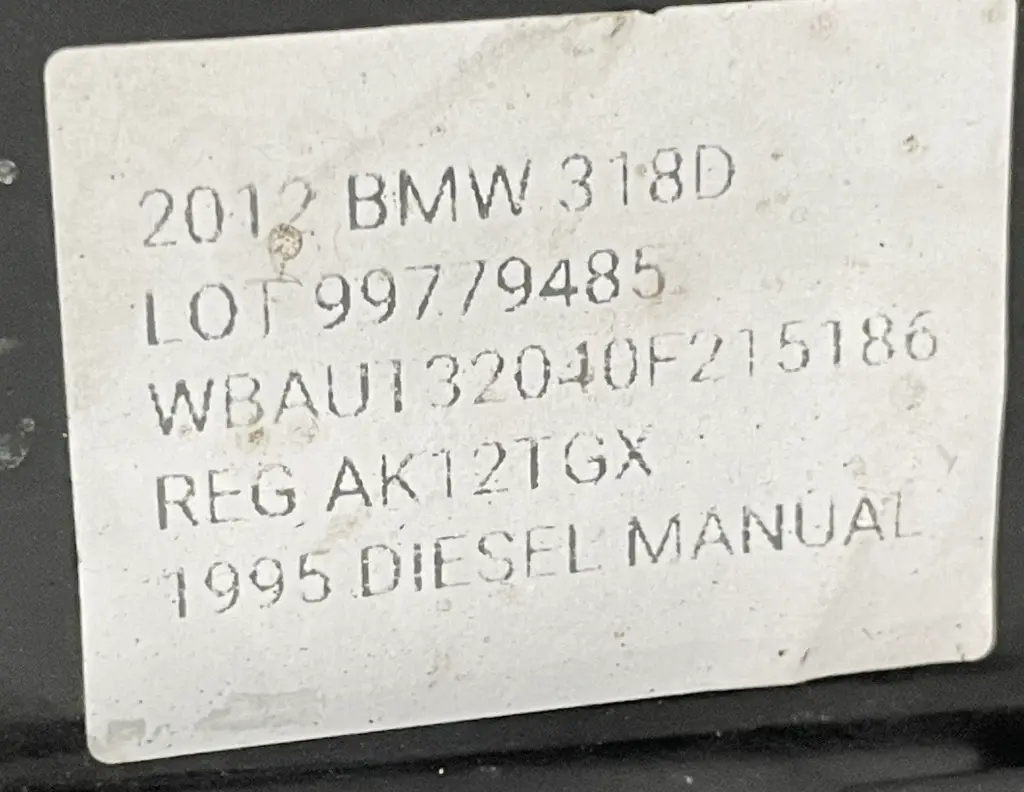 2012 BMW 318D
LOT 99779485
WBAUT32040F215186
REG AK12TGX
1995 DIESEL MANUAL